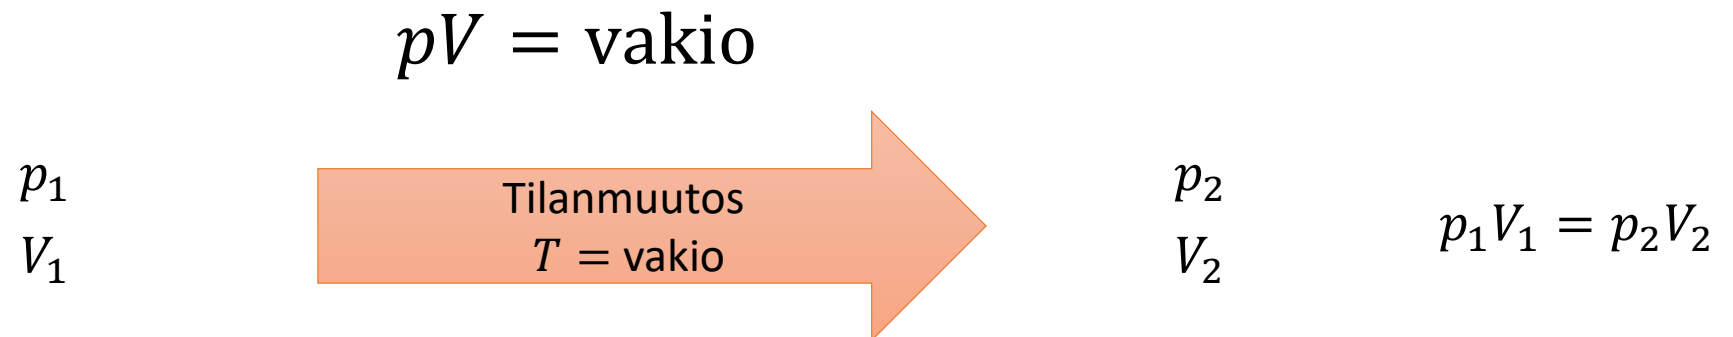 pV = vakio
p₁
V₁
Tilanmuutos
T = vakio
p₂
V₂
p₁V₁ = p₂V₂